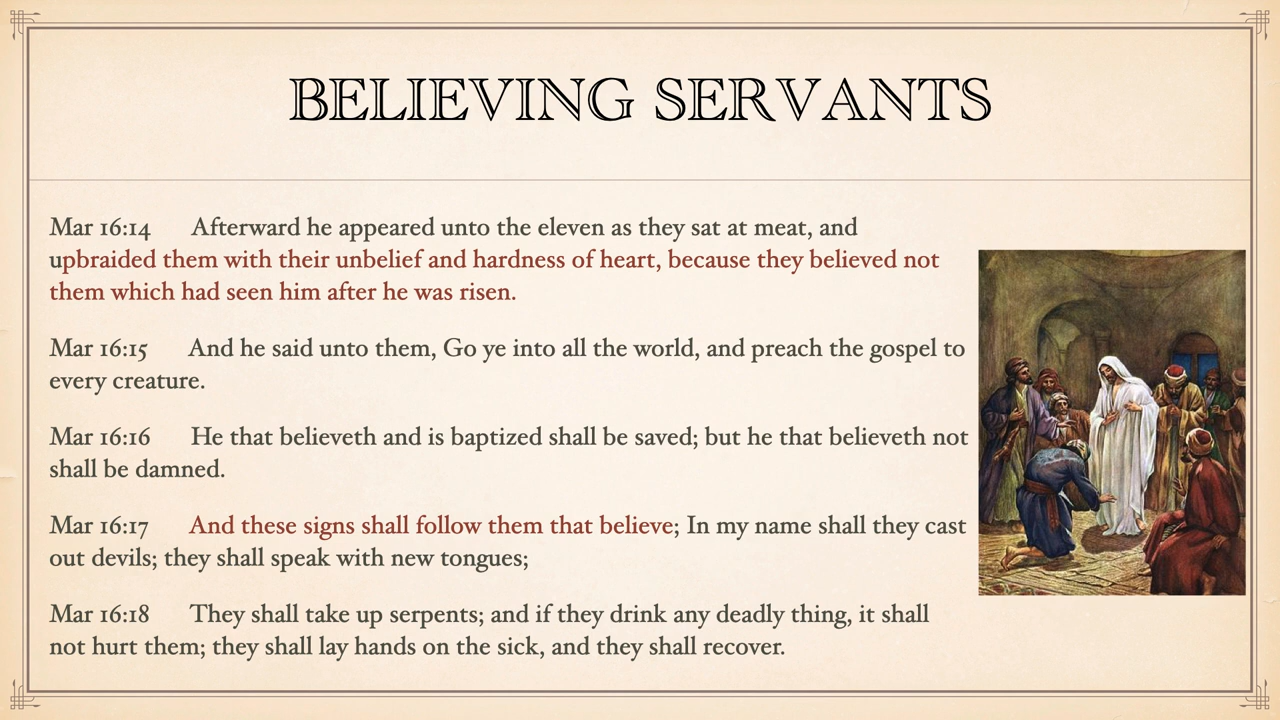 BELIEVING SERVANTS
Mar 16:14 Afterward he appeared unto the eleven as they sat at meat, and
upbraided them with their unbelief and hardness of heart, because they believed not
them which had seen him after he was risen.
Mar 16:15 And he said unto them, Go ye into all the world, and preach the gospel to
every creature.
Mar 16:16 He that believeth and is baptized shall be saved; but he that believeth not
shall be damned.
Mar 16:17 And these signs shall follow them that believe; In my name shall they cast
out devils; they shall speak with new tongues;
Mar 16:18 They shall take up serpents; and if they drink any deadly thing, it shall
not hurt them; they shall lay hands on the sick, and they shall recover.